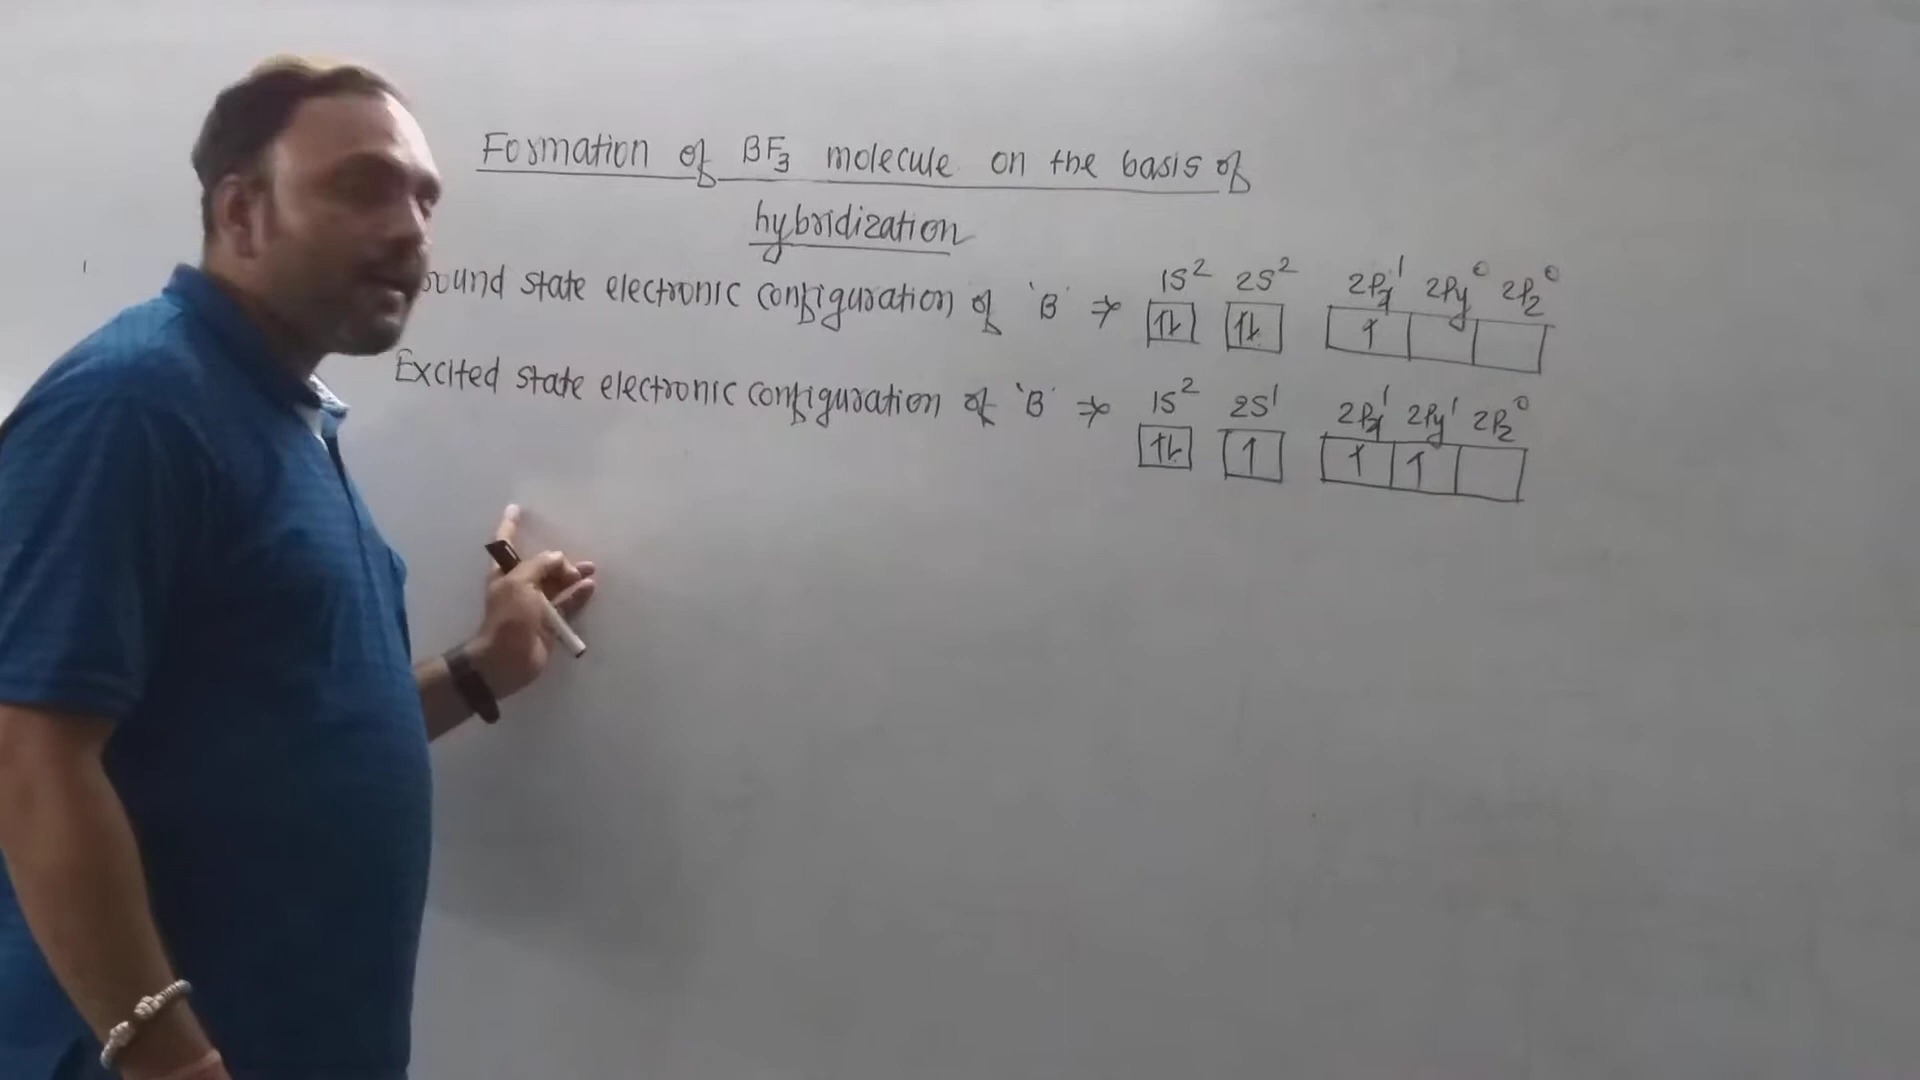 Formation of BF₃ molecule on the basis of
hybridization
ound state electronic configuration of 'B' ⇒ 1S² 2S² 2Px¹ 2Py⁰ 2Pz⁰
↑↓ ↑↓ ↑
Excited state electronic configuration of 'B' ⇒ 1S² 2S¹ 2Px¹ 2Py¹ 2Pz⁰
↑↓ ↑ ↑ ↑